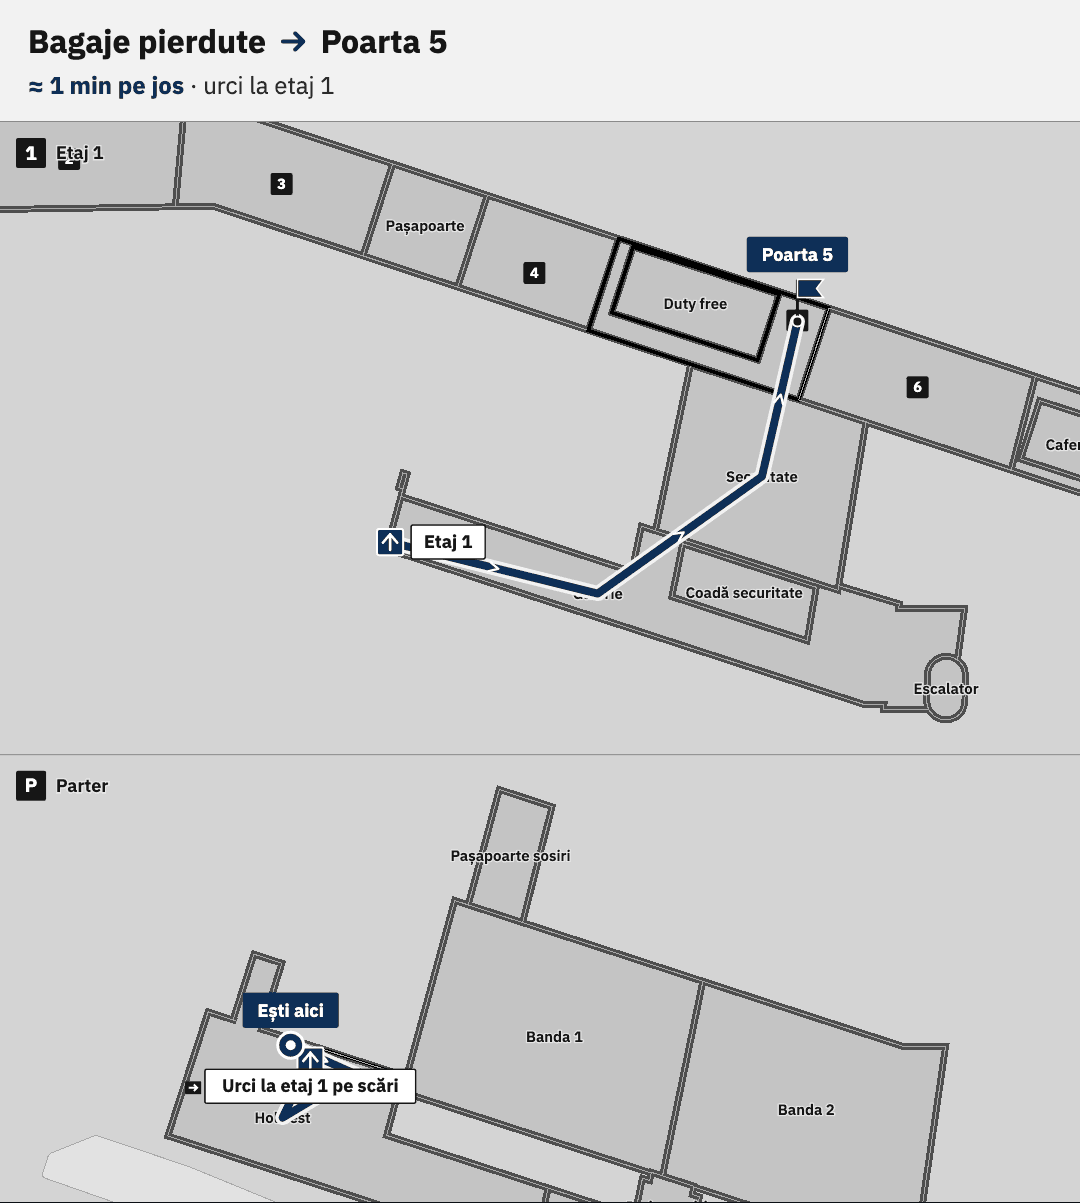 Bagaje pierdute → Poarta 5
≈ 1 min pe jos · urci la etaj 1
1 Etaj 1
3
Pașapoarte
4
Duty free
Poarta 5
6
Securitate
Etaj 1
Coadă securitate
Escalator
P Parter
Pașapoarte sosiri
Ești aici
Banda 1
Urci la etaj 1 pe scări
Banda 2